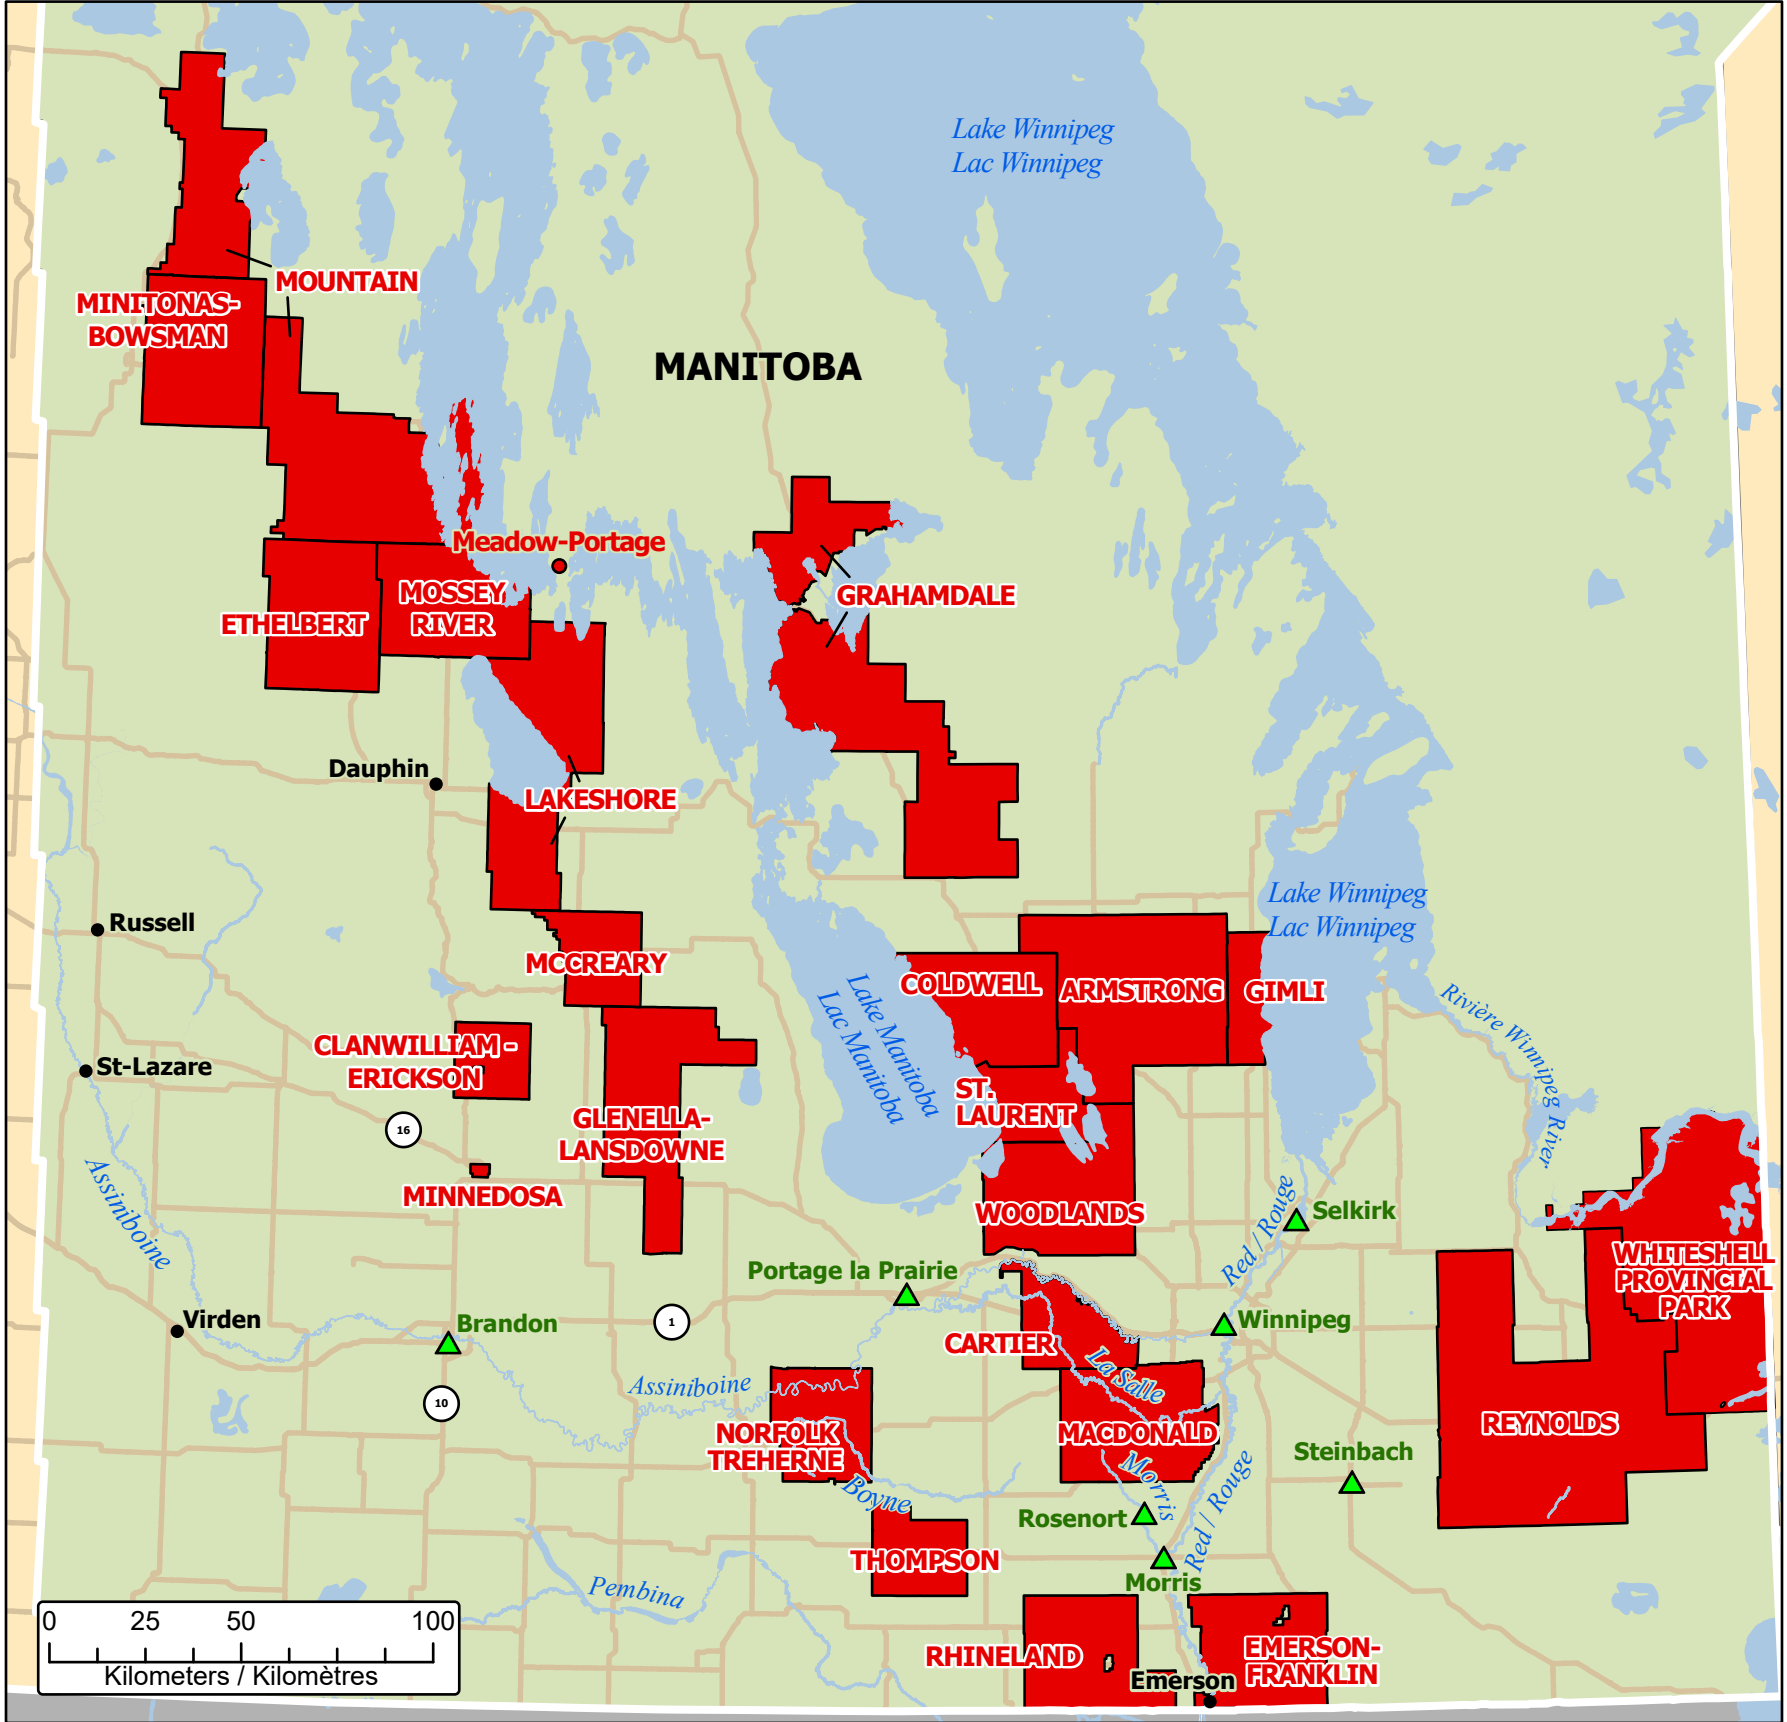 Lake Winnipeg
Lac Winnipeg
MOUNTAIN
MINITONAS-
BOWSMAN
MANITOBA
Meadow-Portage
MOSSEY
RIVER
ETHELBERT
GRAHAMDALE
Dauphin
LAKESHORE
Russell
Lake Winnipeg
Lac Winnipeg
MCCREARY
COLDWELL
ARMSTRONG
GIMLI
Lake Manitoba
Lac Manitoba
Rivière Winnipeg River
CLANWILLIAM -
ERICKSON
St-Lazare
ST.
LAURENT
GLENELLA-
LANSDOWNE
16
MINNEDOSA
Assiniboine
WOODLANDS
Selkirk
Red / Rouge
WHITESHELL
PROVINCIAL
PARK
Portage la Prairie
Virden
Brandon
1
Winnipeg
CARTIER
La Salle
Assiniboine
10
NORFOLK
TREHERNE
MACDONALD
REYNOLDS
Steinbach
Morris
Boyne
Red / Rouge
Rosenort
THOMPSON
Morris
Pembina
0 25 50 100
Kilometers / Kilomètres
RHINELAND
EMERSON-
FRANKLIN
Emerson